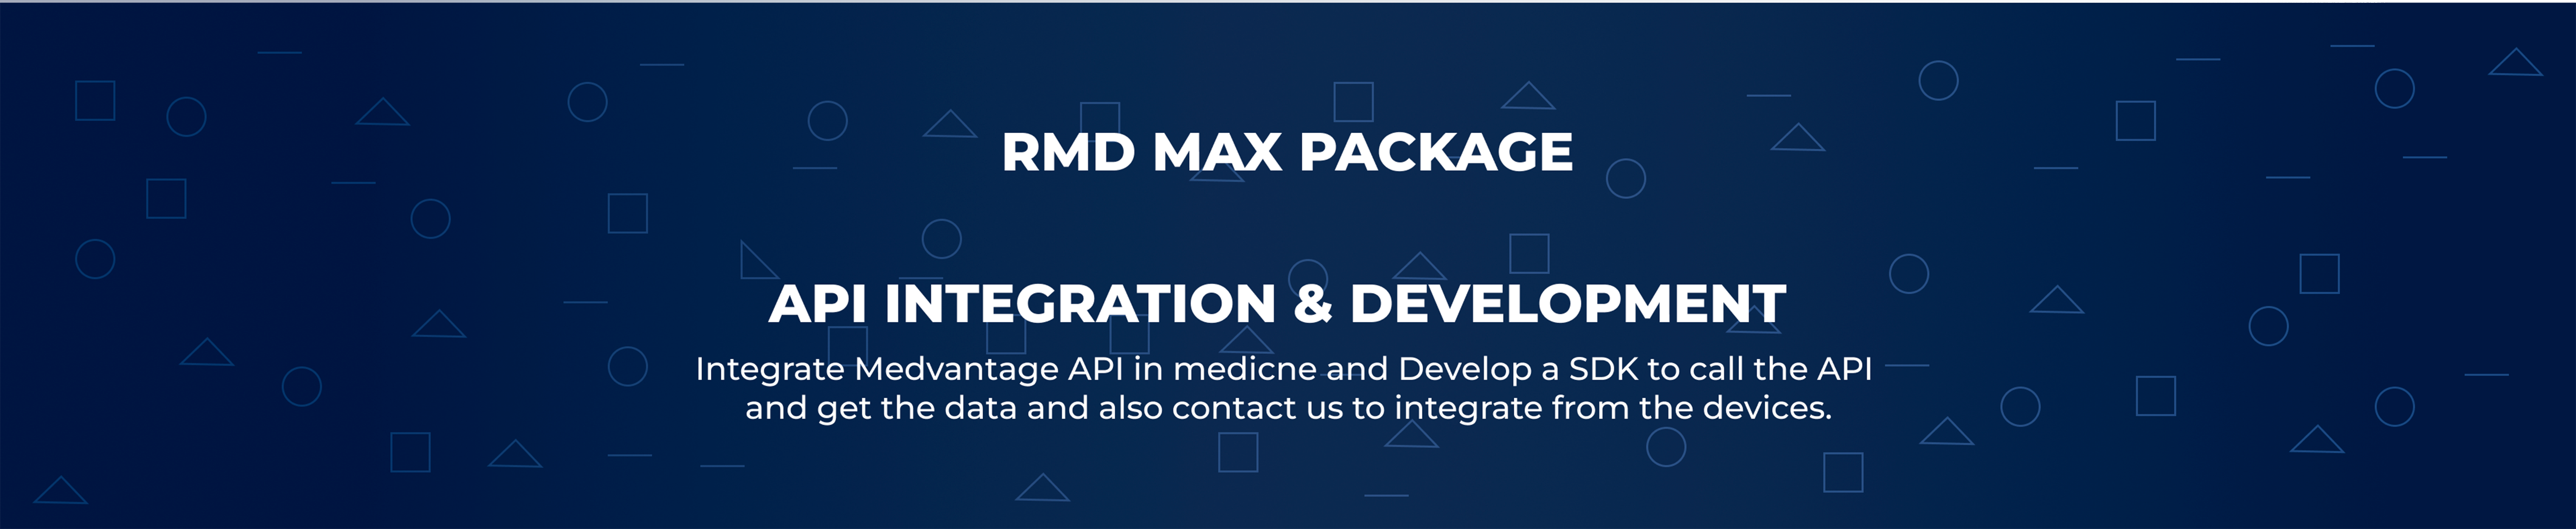 RMD MAX PACKAGE
API INTEGRATION & DEVELOPMENT
Integrate Medvantage API in medicne and Develop a SDK to call the API
and get the data and also contact us to integrate from the devices.